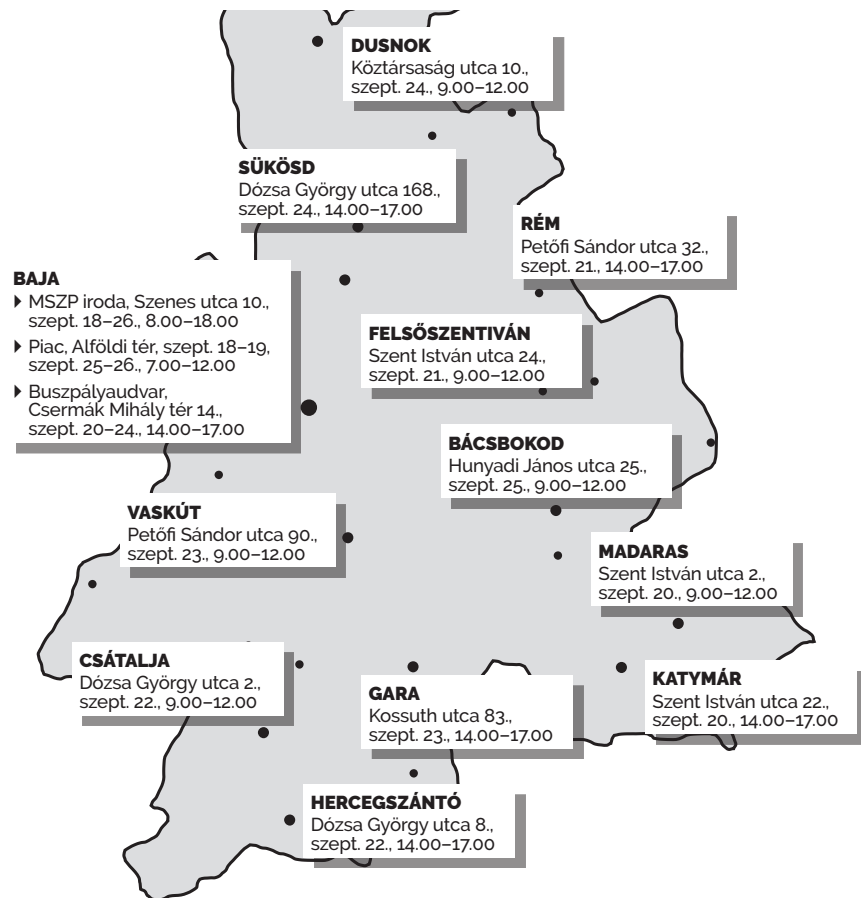 DUSNOK
Köztársaság utca 10.,
szept. 24., 9.00–12.00
SÜKÖSD
Dózsa György utca 168.,
szept. 24., 14.00–17.00
RÉM
Petőfi Sándor utca 32.,
szept. 21., 14.00–17.00
BAJA
MSZP iroda, Szenes utca 10.,
szept. 18–26., 8.00–18.00
Piac, Alföldi tér, szept. 18–19,
szept. 25–26., 7.00–12.00
Buszpályaudvar,
Csermák Mihály tér 14.,
szept. 20–24., 14.00–17.00
FELSŐSZENTIVÁN
Szent István utca 24.,
szept. 21., 9.00–12.00
BÁCSBOKOD
Hunyadi János utca 25.,
szept. 25., 9.00–12.00
VASKÚT
Petőfi Sándor utca 90.,
szept. 23., 9.00–12.00
MADARAS
Szent István utca 2.,
szept. 20., 9.00–12.00
CSÁTALJA
Dózsa György utca 2.,
szept. 22., 9.00–12.00
GARA
Kossuth utca 83.,
szept. 23., 14.00–17.00
KATYMÁR
Szent István utca 22.,
szept. 20., 14.00–17.00
HERCEGSZÁNTÓ
Dózsa György utca 8.,
szept. 22., 14.00–17.00